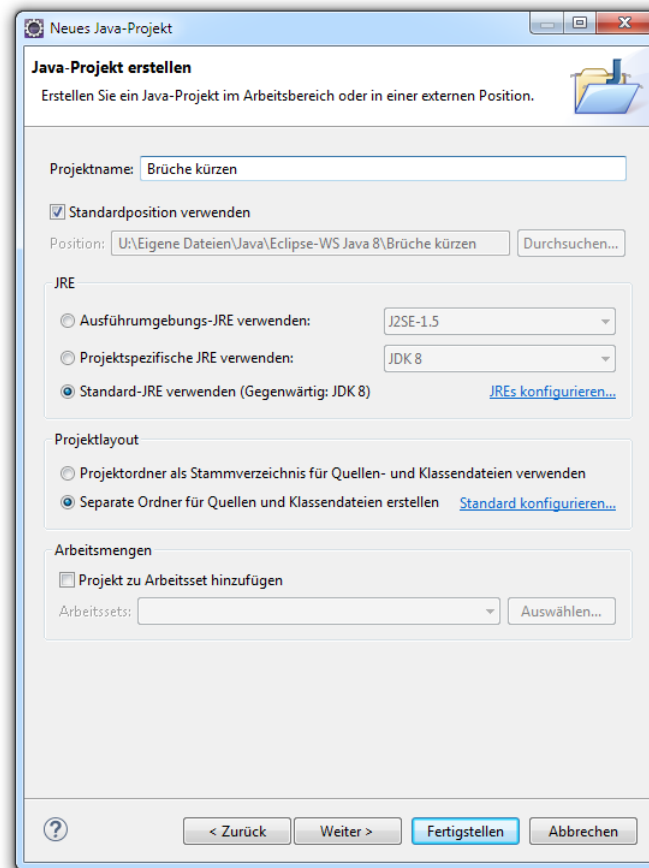 Neues Java-Projekt
Java-Projekt erstellen
Erstellen Sie ein Java-Projekt im Arbeitsbereich oder in einer externen Position.
Projektname: Brüche kürzen
Standardposition verwenden
Position: U:\Eigene Dateien\Java\Eclipse-WS Java 8\Brüche kürzen Durchsuchen...
JRE
Ausführumgebungs-JRE verwenden: J2SE-1.5
Projektspezifische JRE verwenden: JDK 8
Standard-JRE verwenden (Gegenwärtig: JDK 8) JREs konfigurieren...
Projektlayout
Projektordner als Stammverzeichnis für Quellen- und Klassendateien verwenden
Separate Ordner für Quellen und Klassendateien erstellen Standard konfigurieren...
Arbeitsmengen
Projekt zu Arbeitsset hinzufügen
Arbeitssets: Auswählen...
? < Zurück Weiter > Fertigstellen Abbrechen